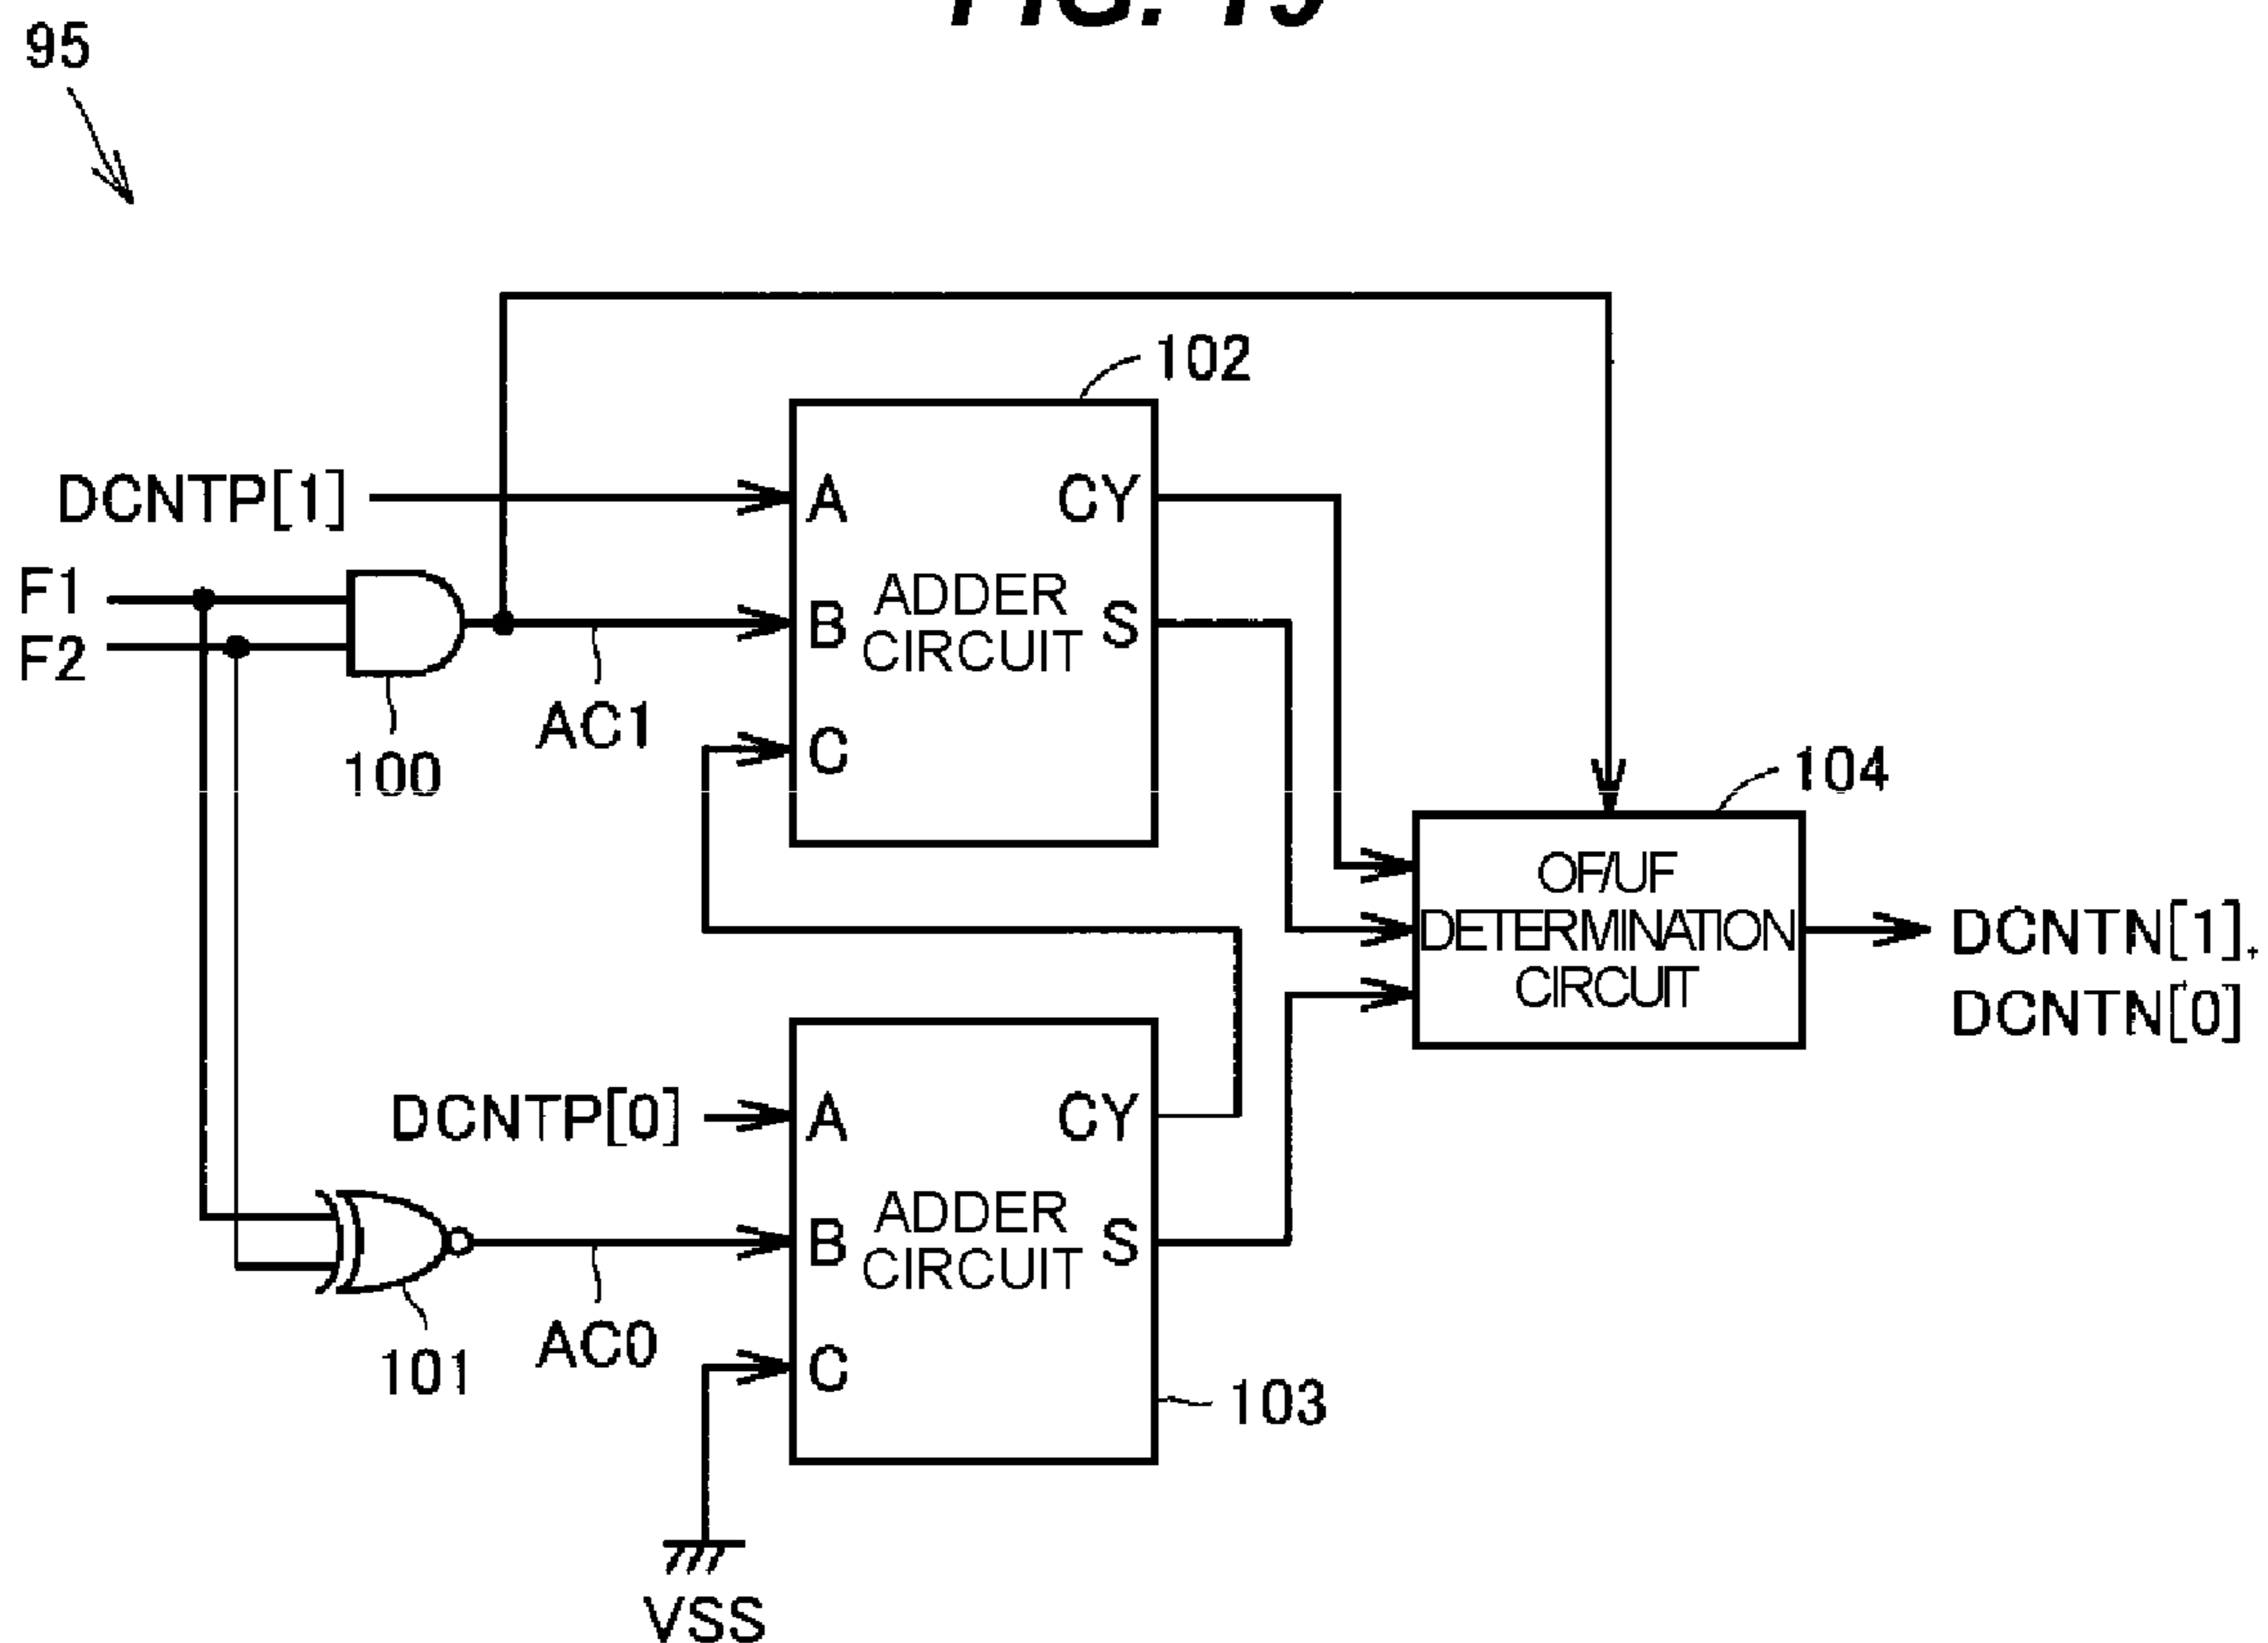 95
102
DCNTP[1]
A
CY
F1
F2
B
ADDER
CIRCUIT
S
AC1
100
C
104
OF/UF
DETERMINATION
CIRCUIT
DCNTN[1],
DCNTN[0]
DCNTP[0]
A
CY
B
ADDER
CIRCUIT
S
AC0
101
C
103
VSS